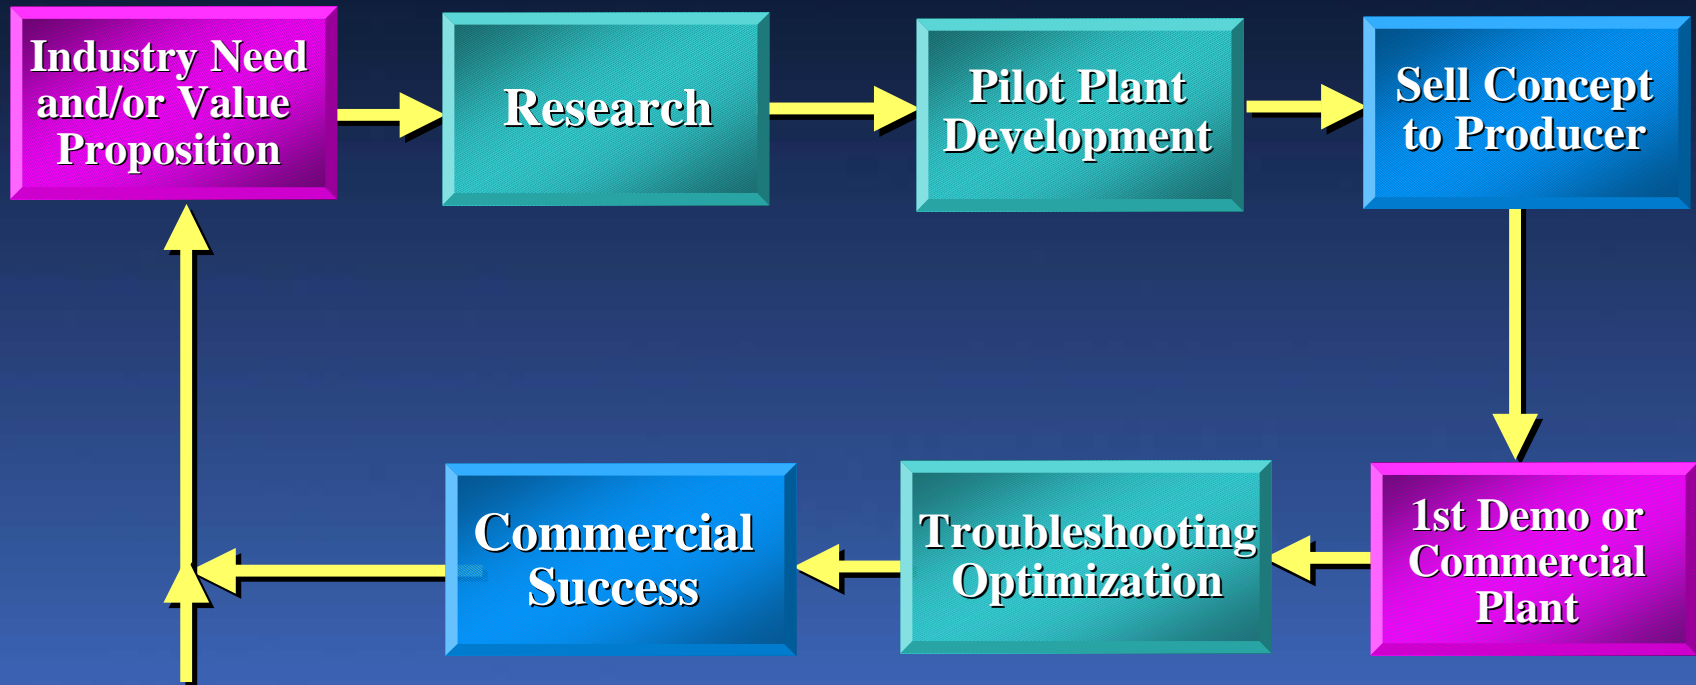 Industry Need
and/or Value
Proposition
Research
Pilot Plant
Development
Sell Concept
to Producer
Commercial
Success
Troubleshooting
Optimization
1st Demo or
Commercial
Plant